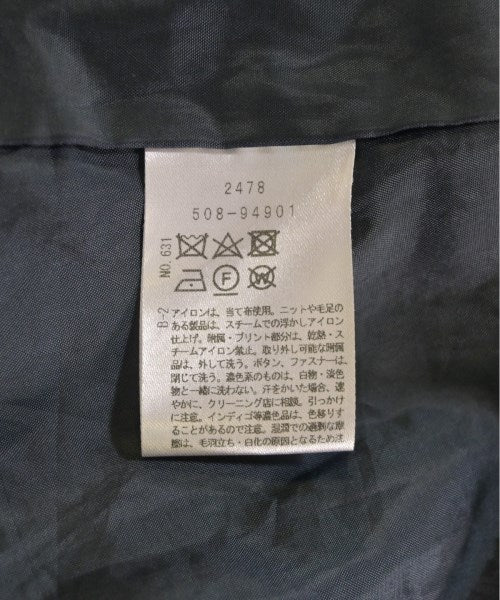 2478
508-94901
NO.631
F
W
B-2
アイロンは、当て布使用。ニットや毛足の
ある製品は、スチームでの浮かしアイロン
仕上げ。附属・プリント部分は、乾熱・ス
チームアイロン禁止。取り外し可能な附属
品は、外して洗う。ボタン、ファスナーは
閉じて洗う。濃色系のものは、白物・淡色
物と一緒に洗わない。汗をかいた場合、速
やかに、クリーニング店に相談。引っかけ
に注意。インディゴ等濃色品は、色移りす
ることがあるので注意。湿潤での過剰な摩
擦は、毛羽立ち・白化の原因となるため注